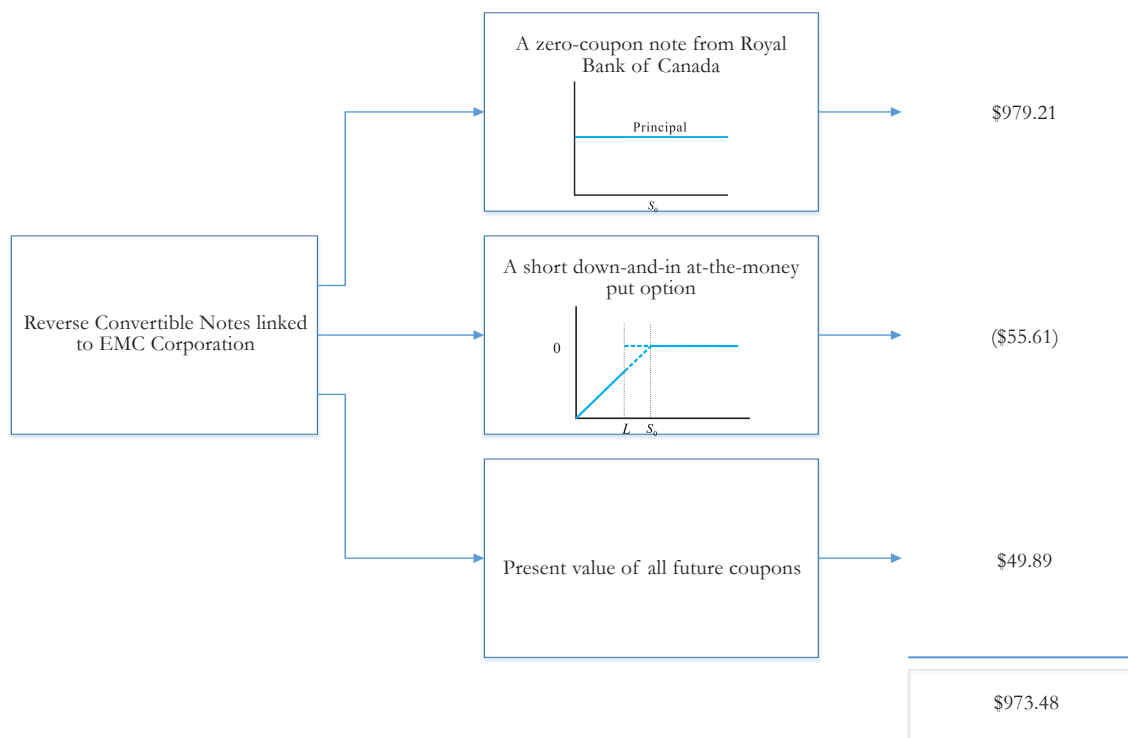 A zero-coupon note from Royal
Bank of Canada
Principal
S₀
$979.21
Reverse Convertible Notes linked
to EMC Corporation
A short down-and-in at-the-money
put option
0
L S₀
($55.61)
Present value of all future coupons
$49.89
$973.48